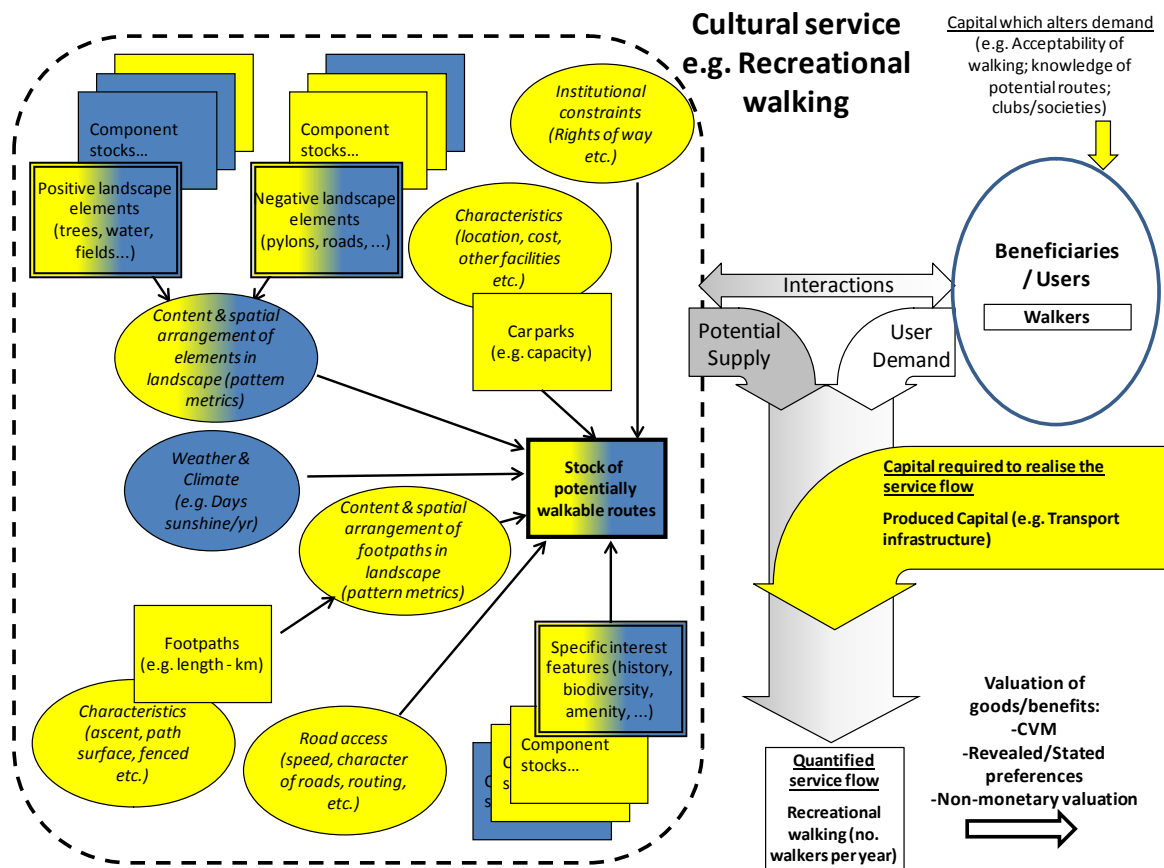 Cultural service
e.g. Recreational
walking
Capital which alters demand
(e.g. Acceptability of
walking; knowledge of
potential routes;
clubs/societies)
Component
stocks...
Positive landscape
elements
(trees, water,
fields...)
Component
stocks...
Negative landscape
elements
(pylons, roads, ...)
Institutional
constraints
(Rights of way
etc.)
Characteristics
(location, cost,
other facilities
etc.)
Car parks
(e.g. capacity)
Content & spatial
arrangement of
elements in
landscape (pattern
metrics)
Weather &
Climate
(e.g. Days
sunshine/yr)
Content & spatial
arrangement of
footpaths in
landscape
(pattern metrics)
Stock of
potentially
walkable routes
Footpaths
(e.g. length - km)
Characteristics
(ascent, path
surface, fenced
etc.)
Road access
(speed, character
of roads, routing,
etc.)
Specific interest
features (history,
biodiversity,
amenity, ...)
Component
stocks...
Interactions
Potential
Supply
User
Demand
Beneficiaries
/ Users
Walkers
Capital required to realise the
service flow
Produced Capital (e.g. Transport
infrastructure)
Quantified
service flow
Recreational
walking (no.
walkers per year)
Valuation of
goods/benefits:
-CVM
-Revealed/Stated
preferences
-Non-monetary valuation